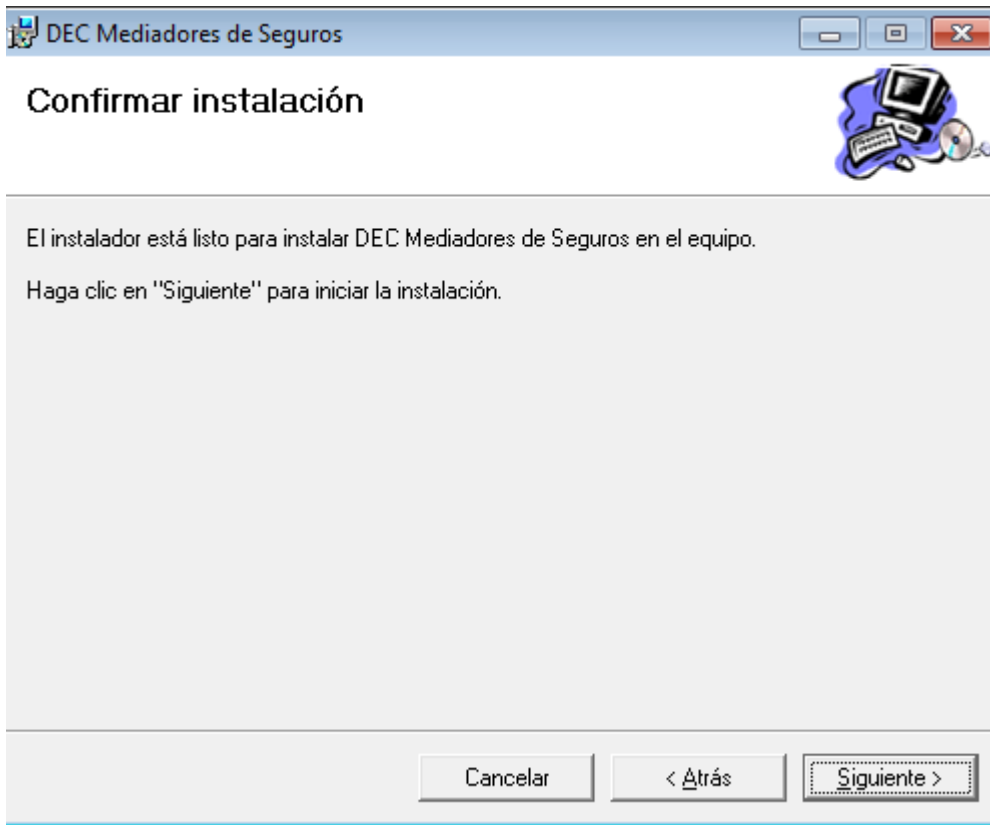 DEC Mediadores de Seguros
Confirmar instalación
El instalador está listo para instalar DEC Mediadores de Seguros en el equipo.
Haga clic en "Siguiente" para iniciar la instalación.
Cancelar
< Atrás
Siguiente >